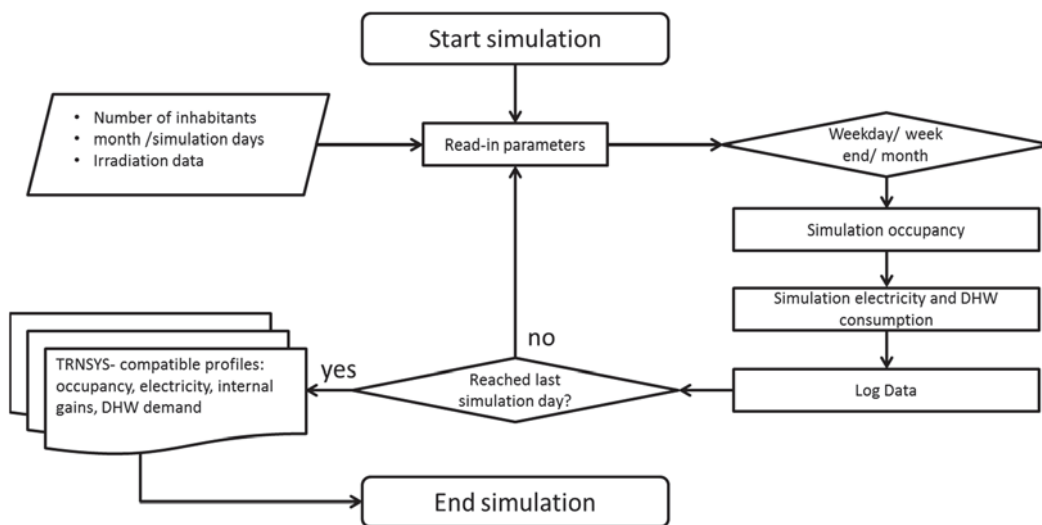 Start simulation
• Number of inhabitants
• month /simulation days
• Irradiation data
Read-in parameters
Weekday/ week
end/ month
Simulation occupancy
Simulation electricity and DHW
consumption
Log Data
Reached last
simulation day?
no
yes
TRNSYS- compatible profiles:
occupancy, electricity, internal
gains, DHW demand
End simulation